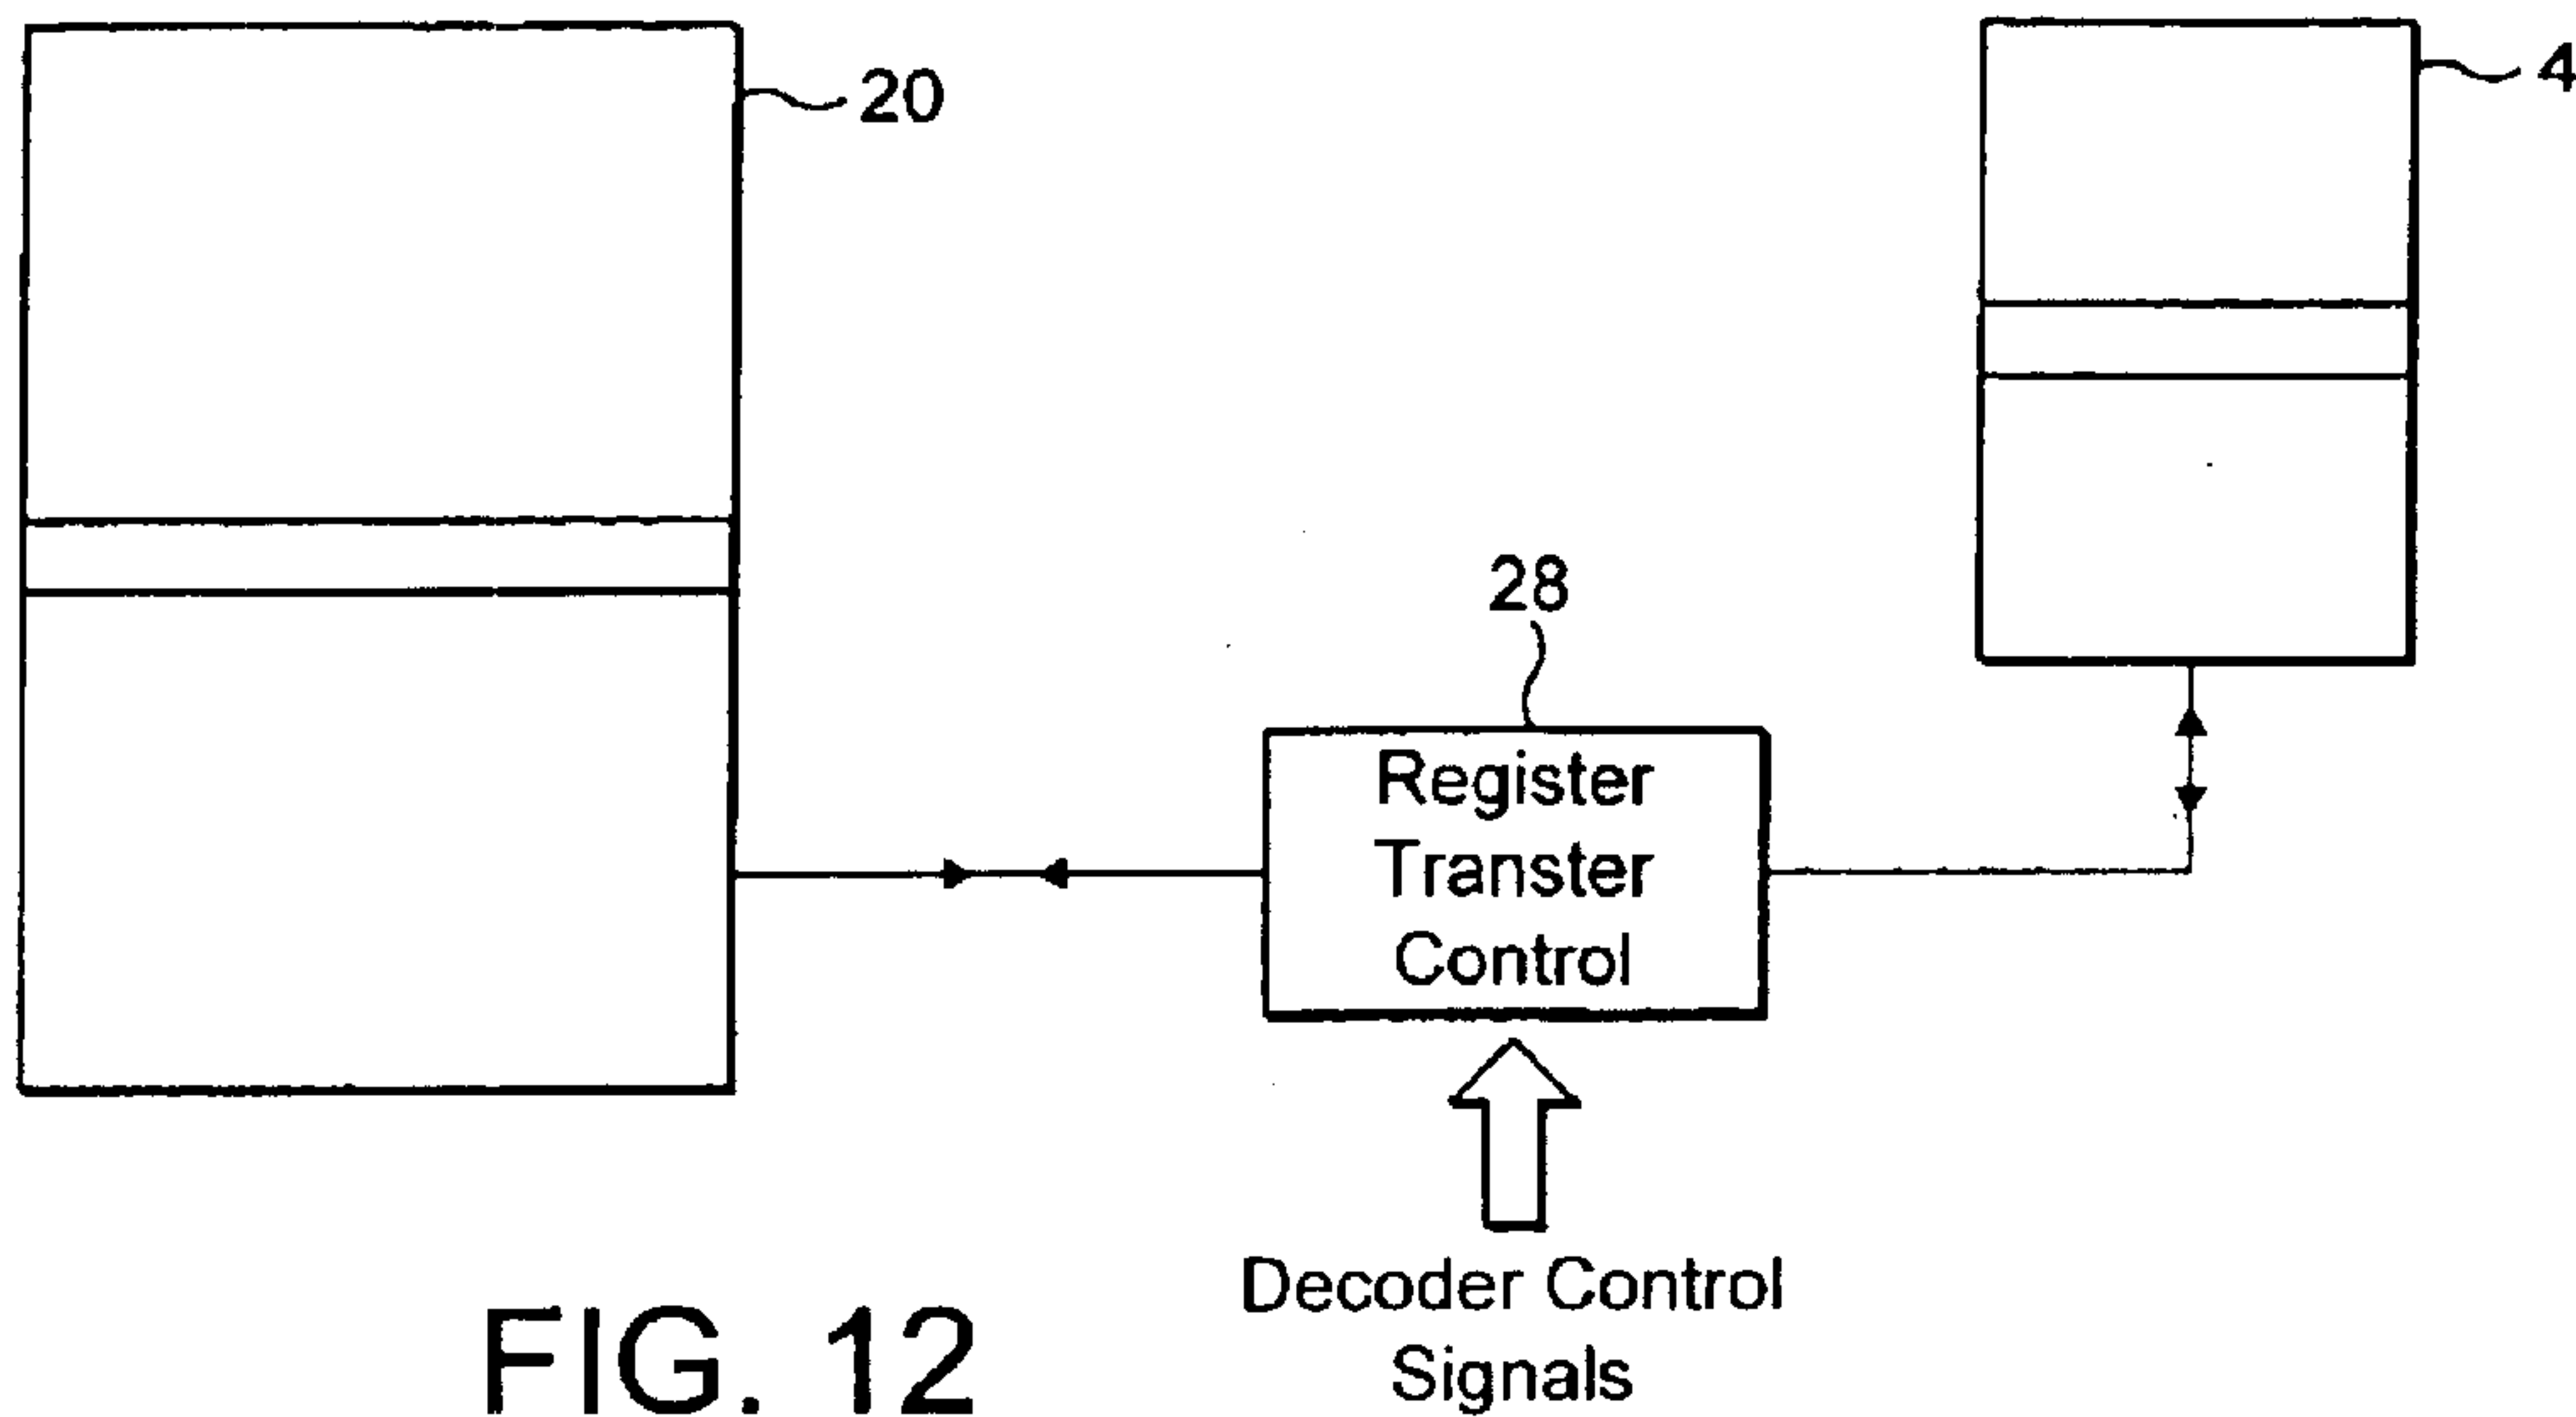 20
4
28
Register
Transter
Control
Decoder Control
Signals
FIG. 12